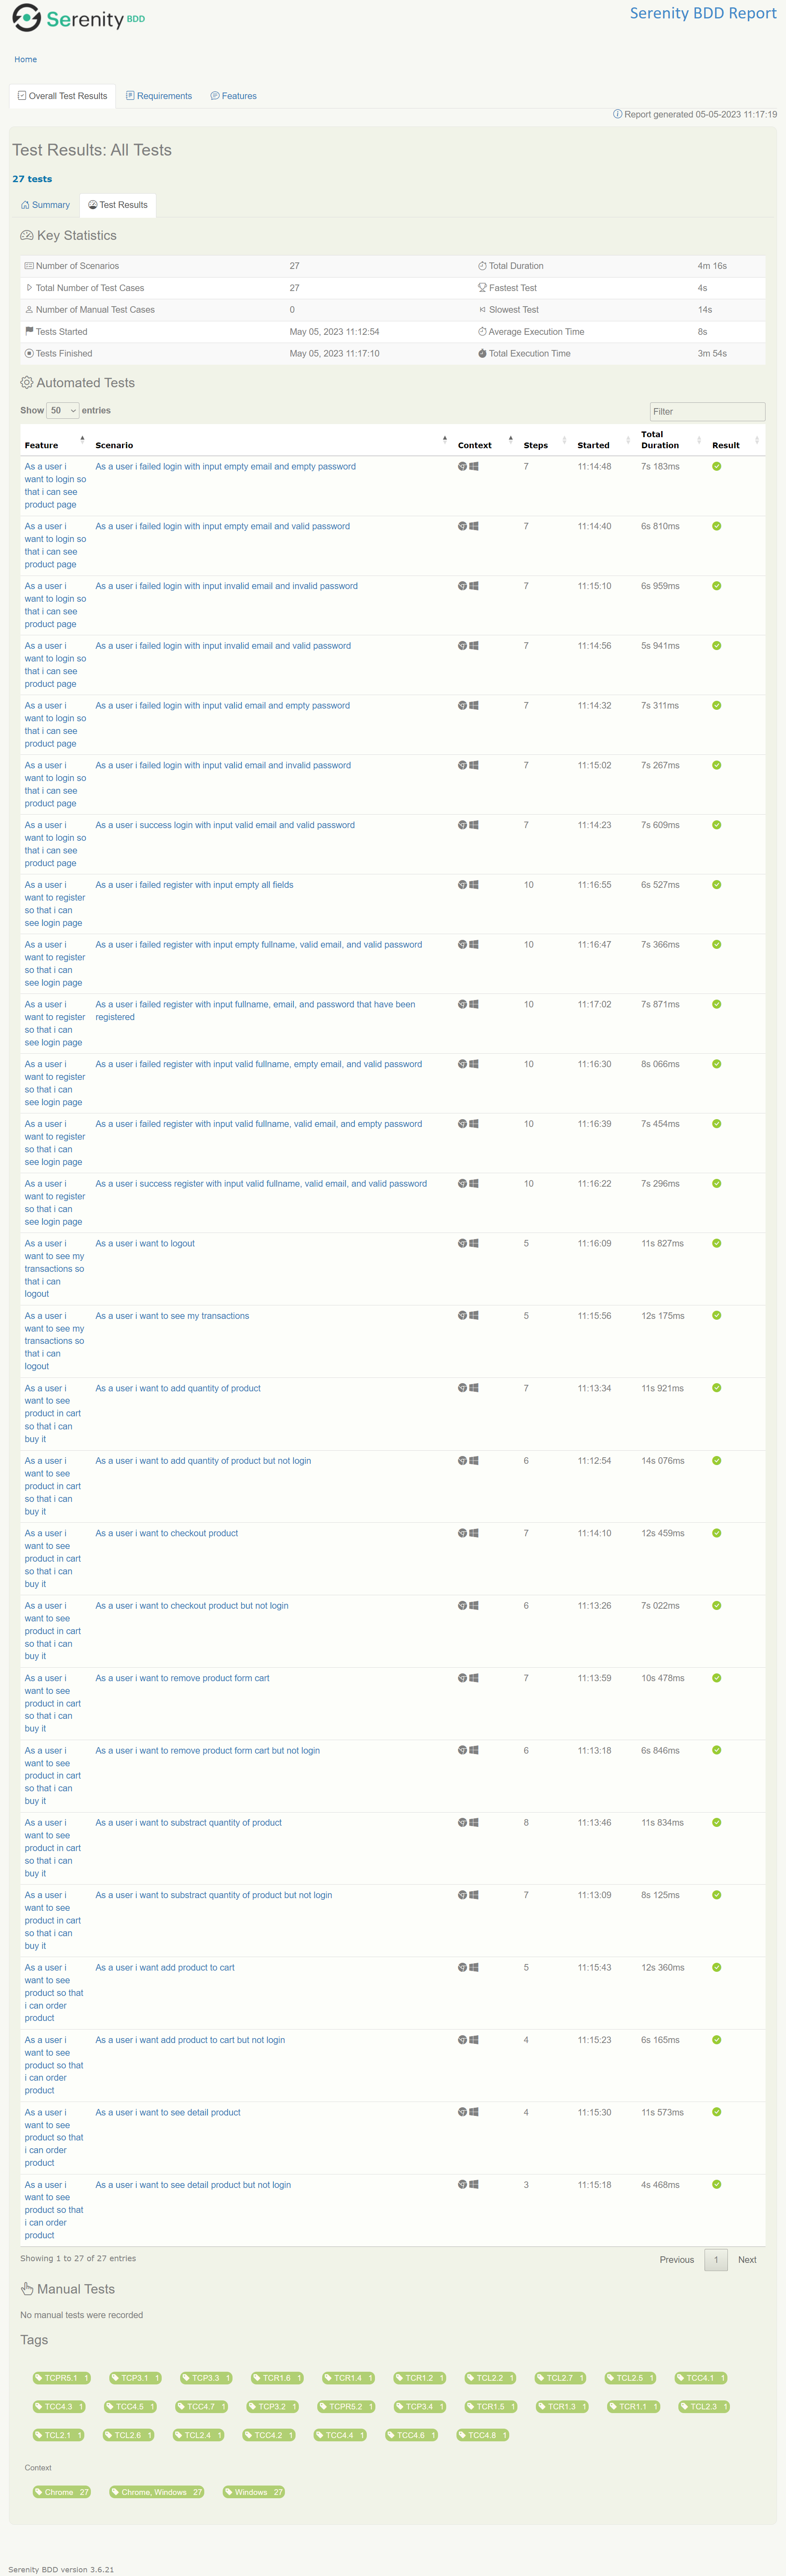 Serenity BDD
Serenity BDD Report
Home
Overall Test Results Requirements Features
Report generated 05-05-2023 11:17:19
Test Results: All Tests
27 tests
Summary Test Results
Key Statistics
Number of Scenarios 27 Total Duration 4m 16s
Total Number of Test Cases 27 Fastest Test 4s
Number of Manual Test Cases 0 Slowest Test 14s
Tests Started May 05, 2023 11:12:54 Average Execution Time 8s
Tests Finished May 05, 2023 11:17:10 Total Execution Time 3m 54s
Automated Tests
Show 50 entries Filter
Total
Feature Scenario Context Steps Started Duration Result
As a user i As a user i failed login with input empty email and empty password 7 11:14:48 7s 183ms
want to login so
that i can see
product page
As a user i As a user i failed login with input empty email and valid password 7 11:14:40 6s 810ms
want to login so
that i can see
product page
As a user i As a user i failed login with input invalid email and invalid password 7 11:15:10 6s 959ms
want to login so
that i can see
product page
As a user i As a user i failed login with input invalid email and valid password 7 11:14:56 5s 941ms
want to login so
that i can see
product page
As a user i As a user i failed login with input valid email and empty password 7 11:14:32 7s 311ms
want to login so
that i can see
product page
As a user i As a user i failed login with input valid email and invalid password 7 11:15:02 7s 267ms
want to login so
that i can see
product page
As a user i As a user i success login with input valid email and valid password 7 11:14:23 7s 609ms
want to login so
that i can see
product page
As a user i As a user i failed register with input empty all fields 10 11:16:55 6s 527ms
want to register
so that i can
see login page
As a user i As a user i failed register with input empty fullname, valid email, and valid password 10 11:16:47 7s 366ms
want to register
so that i can
see login page
As a user i As a user i failed register with input fullname, email, and password that have been 10 11:17:02 7s 871ms
want to register registered
so that i can
see login page
As a user i As a user i failed register with input valid fullname, empty email, and valid password 10 11:16:30 8s 066ms
want to register
so that i can
see login page
As a user i As a user i failed register with input valid fullname, valid email, and empty password 10 11:16:39 7s 454ms
want to register
so that i can
see login page
As a user i As a user i success register with input valid fullname, valid email, and valid password 10 11:16:22 7s 296ms
want to register
so that i can
see login page
As a user i As a user i want to logout 5 11:16:09 11s 827ms
want to see my
transactions so
that i can
logout
As a user i As a user i want to see my transactions 5 11:15:56 12s 175ms
want to see my
transactions so
that i can
logout
As a user i As a user i want to add quantity of product 7 11:13:34 11s 921ms
want to see
product in cart
so that i can
buy it
As a user i As a user i want to add quantity of product but not login 6 11:12:54 14s 076ms
want to see
product in cart
so that i can
buy it
As a user i As a user i want to checkout product 7 11:14:10 12s 459ms
want to see
product in cart
so that i can
buy it
As a user i As a user i want to checkout product but not login 6 11:13:26 7s 022ms
want to see
product in cart
so that i can
buy it
As a user i As a user i want to remove product form cart 7 11:13:59 10s 478ms
want to see
product in cart
so that i can
buy it
As a user i As a user i want to remove product form cart but not login 6 11:13:18 6s 846ms
want to see
product in cart
so that i can
buy it
As a user i As a user i want to substract quantity of product 8 11:13:46 11s 834ms
want to see
product in cart
so that i can
buy it
As a user i As a user i want to substract quantity of product but not login 7 11:13:09 8s 125ms
want to see
product in cart
so that i can
buy it
As a user i As a user i want add product to cart 5 11:15:43 12s 360ms
want to see
product so that
i can order
product
As a user i As a user i want add product to cart but not login 4 11:15:23 6s 165ms
want to see
product so that
i can order
product
As a user i As a user i want to see detail product 4 11:15:30 11s 573ms
want to see
product so that
i can order
product
As a user i As a user i want to see detail product but not login 3 11:15:18 4s 468ms
want to see
product so that
i can order
product
Showing 1 to 27 of 27 entries Previous 1 Next
Manual Tests
No manual tests were recorded
Tags
TCPR5.1 1 TCP3.1 1 TCP3.3 1 TCR1.6 1 TCR1.4 1 TCR1.2 1 TCL2.2 1 TCL2.7 1 TCL2.5 1 TCC4.1 1
TCC4.3 1 TCC4.5 1 TCC4.7 1 TCP3.2 1 TCPR5.2 1 TCP3.4 1 TCR1.5 1 TCR1.3 1 TCR1.1 1 TCL2.3 1
TCL2.1 1 TCL2.6 1 TCL2.4 1 TCC4.2 1 TCC4.4 1 TCC4.6 1 TCC4.8 1
Context
Chrome 27 Chrome, Windows 27 Windows 27
Serenity BDD version 3.6.21